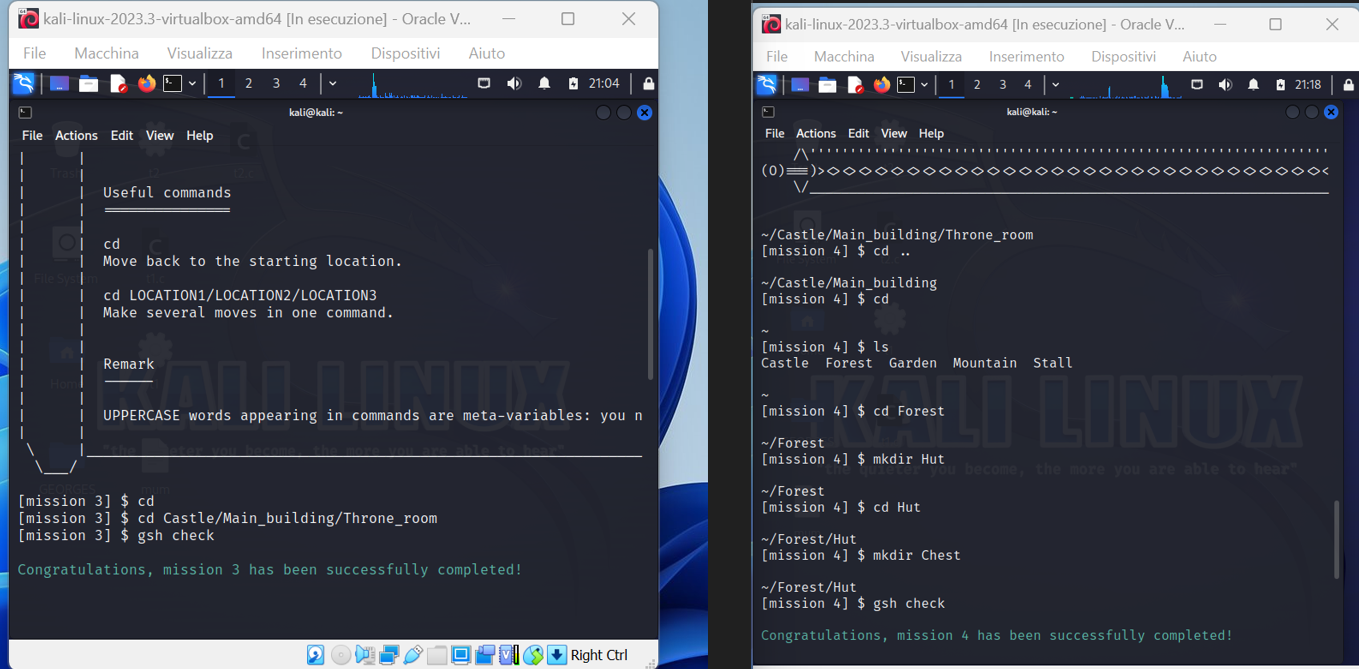 kali-linux-2023.3-virtualbox-amd64 [In esecuzione] - Oracle V...
File Macchina Visualizza Inserimento Dispositivi Aiuto
1 2 3 4 21:04
kali@kali: ~
File Actions Edit View Help
Useful commands
===============
cd
Move back to the starting location.
cd LOCATION1/LOCATION2/LOCATION3
Make several moves in one command.
Remark
------
UPPERCASE words appearing in commands are meta-variables: you n
KALI LINUX
"the quieter you become, the more you are able to hear"
[mission 3] $ cd
[mission 3] $ cd Castle/Main_building/Throne_room
[mission 3] $ gsh check
Congratulations, mission 3 has been successfully completed!
Right Ctrl
kali-linux-2023.3-virtualbox-amd64 [In esecuzione] - Oracle V...
File Macchina Visualizza Inserimento Dispositivi Aiuto
1 2 3 4 21:18
kali@kali: ~
File Actions Edit View Help
~/Castle/Main_building/Throne_room
[mission 4] $ cd ..
~/Castle/Main_building
[mission 4] $ cd
~
[mission 4] $ ls
Castle Forest Garden Mountain Stall
~
[mission 4] $ cd Forest
~/Forest
[mission 4] $ mkdir Hut
~/Forest
[mission 4] $ cd Hut
~/Forest/Hut
[mission 4] $ mkdir Chest
~/Forest/Hut
[mission 4] $ gsh check
Congratulations, mission 4 has been successfully completed!
KALI LINUX
"the quieter you become, the more you are able to hear"